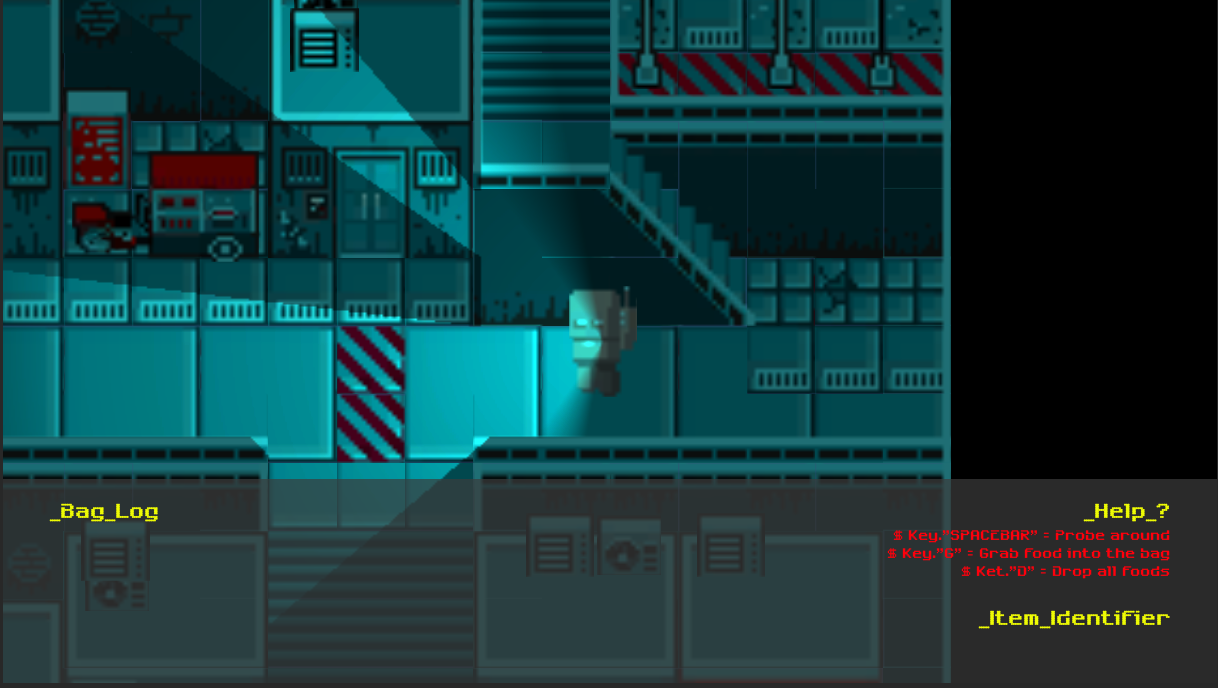 _Bag_Log
_Help_?
$ Key."SPACEBAR" = Probe around
$ Key."G" = Grab food into the bag
$ Ket."D" = Drop all foods
_Item_Identifier